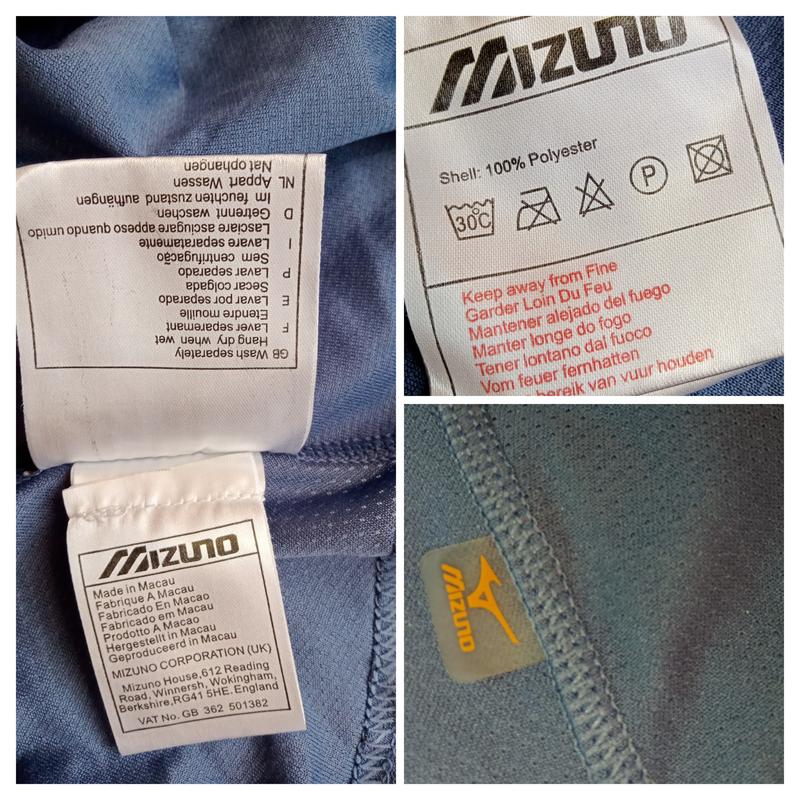 GB Wash separately
Hang dry when wet
F Laver separemant
Etendre mouille
E Lavar por separado
Secar colgada
P Lavar separado
Sem centrifugação
I Lavare separatamente
Lasciare asciugare appeso quando umido
D Getrennt waschen
Im feuchten zustand aufhängen
NL Appart Wassen
Nat ophangen
MIZUNO
Made in Macau
Fabrique A Macau
Fabricado En Macao
Fabricado em Macau
Prodotto A Macao
Hergestellt in Macau
Geproduceerd in Macau
MIZUNO CORPORATION (UK)
Mizuno House,612 Reading
Road, Winnersh, Wokingham,
Berkshire,RG41 5HE.England
VAT No. GB 362 501382
MIZUNO
Shell: 100% Polyester
30°C
P
Keep away from Fine
Garder Loin Du Feu
Mantener alejado del fuego
Manter longe do fogo
Tener lontano dal fuoco
Vom feuer fernhatten
bereik van vuur houden
MIZUNO